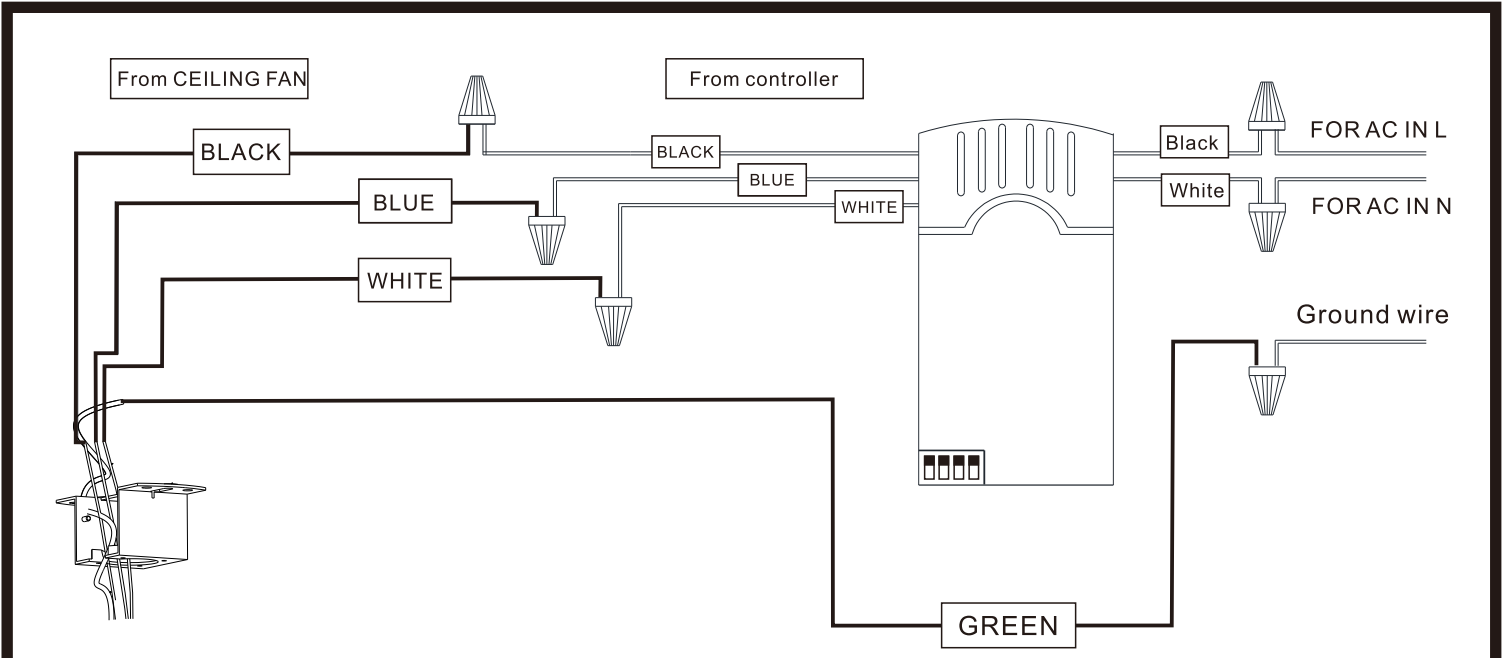 From CEILING FAN
From controller
BLACK
BLACK
Black
FOR AC IN L
BLUE
BLUE
White
FOR AC IN N
WHITE
WHITE
Ground wire
GREEN